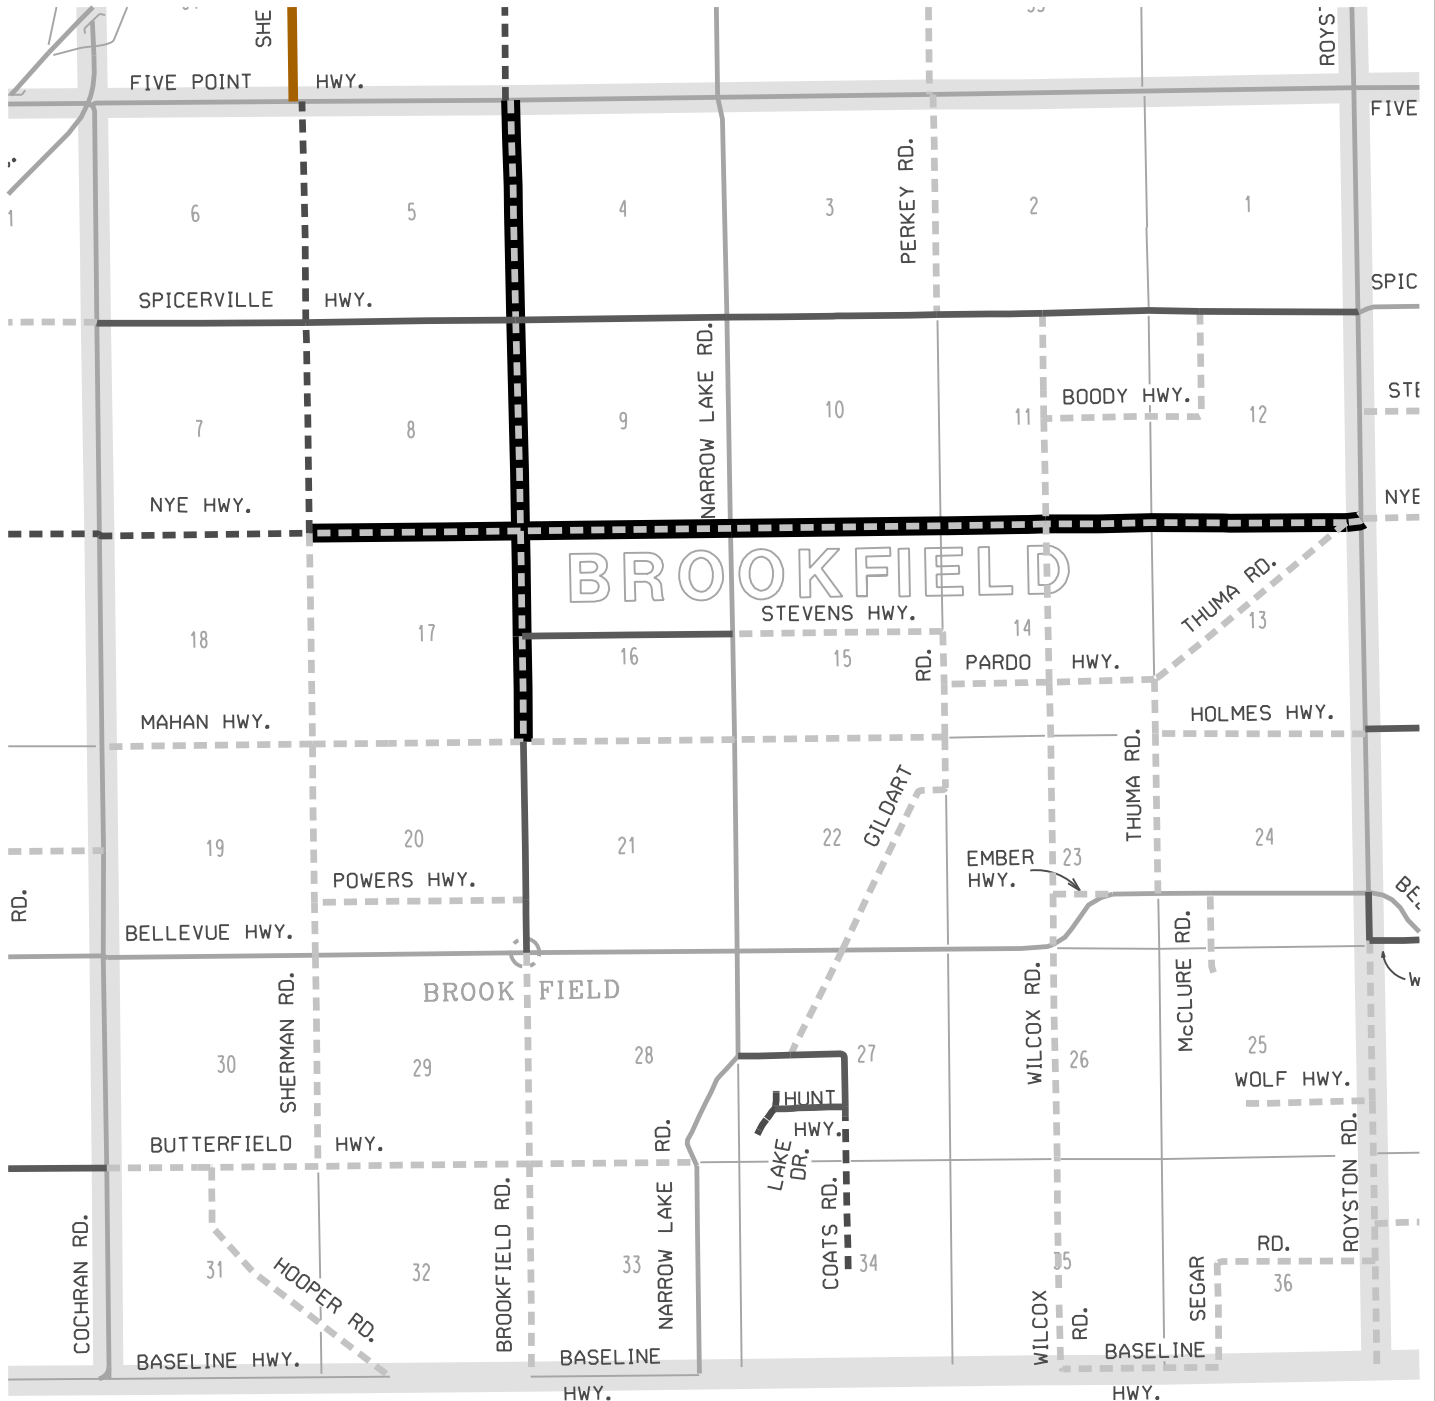 SHE
ROYS
FIVE POINT HWY.
FIVE
PERKEY RD.
1
6
5
4
3
2
1
SPICERVILLE HWY.
SPIC
NARROW LAKE RD.
BOODY HWY.
STE
7
8
9
10
11
12
NYE HWY.
NYE
BROOKFIELD
THUMA RD.
STEVENS HWY.
18
17
16
15
14
13
RD.
PARDO HWY.
MAHAN HWY.
HOLMES HWY.
THUMA RD.
GILDART
19
20
21
22
23
24
EMBER
HWY.
POWERS HWY.
RD.
BELLEVUE HWY.
BEL
McCLURE RD.
WILCOX RD.
W
BROOK FIELD
SHERMAN RD.
30
29
28
27
26
25
WOLF HWY.
HUNT
HWY.
LAKE
DR.
BUTTERFIELD HWY.
RD.
NARROW LAKE
BROOKFIELD RD.
COATS RD.
ROYSTON RD.
COCHRAN RD.
31
32
33
34
35
36
HOOPER RD.
RD.
SEGAR
WILCOX
RD.
BASELINE HWY.
BASELINE
HWY.
BASELINE
HWY.